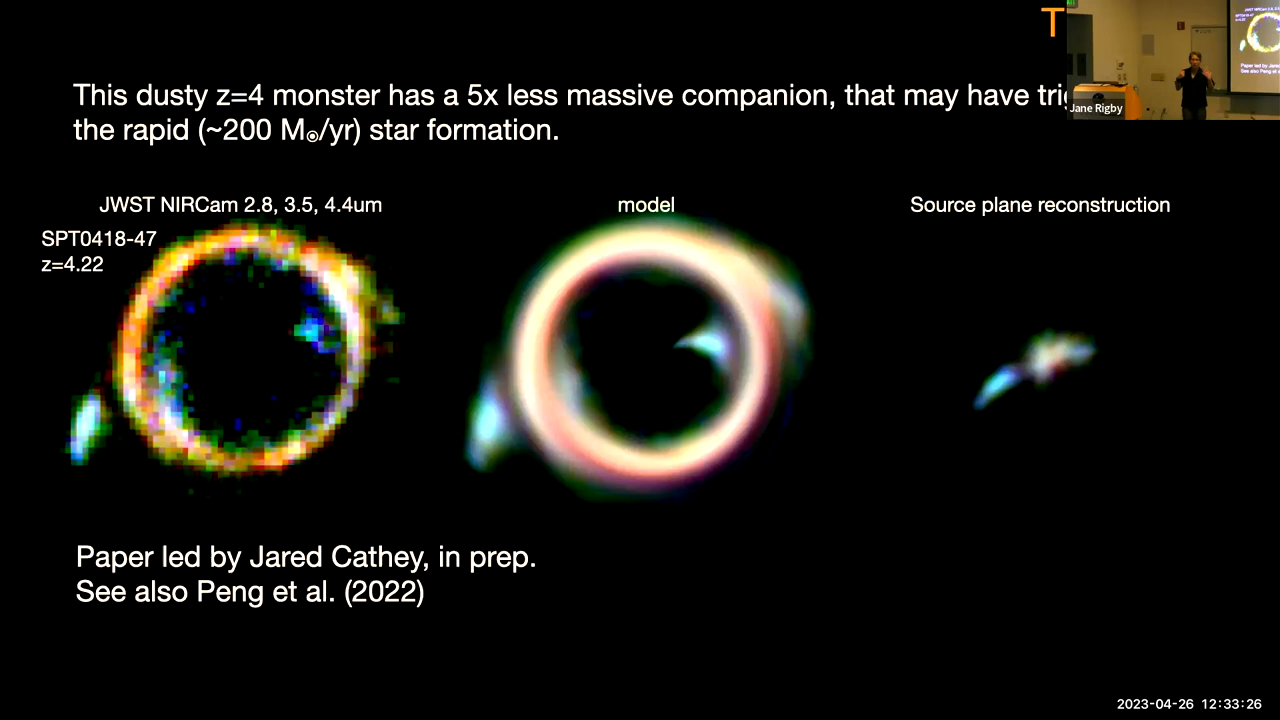 T
This dusty z=4 monster has a 5x less massive companion, that may have
the rapid (~200 M☉/yr) star formation.
Jane Rigby
JWST NIRCam 2.8, 3.5, 4.4um
model
Source plane reconstruction
SPT0418-47
z=4.22
Paper led by Jared Cathey, in prep.
See also Peng et al. (2022)
2023-04-26 12:33:26